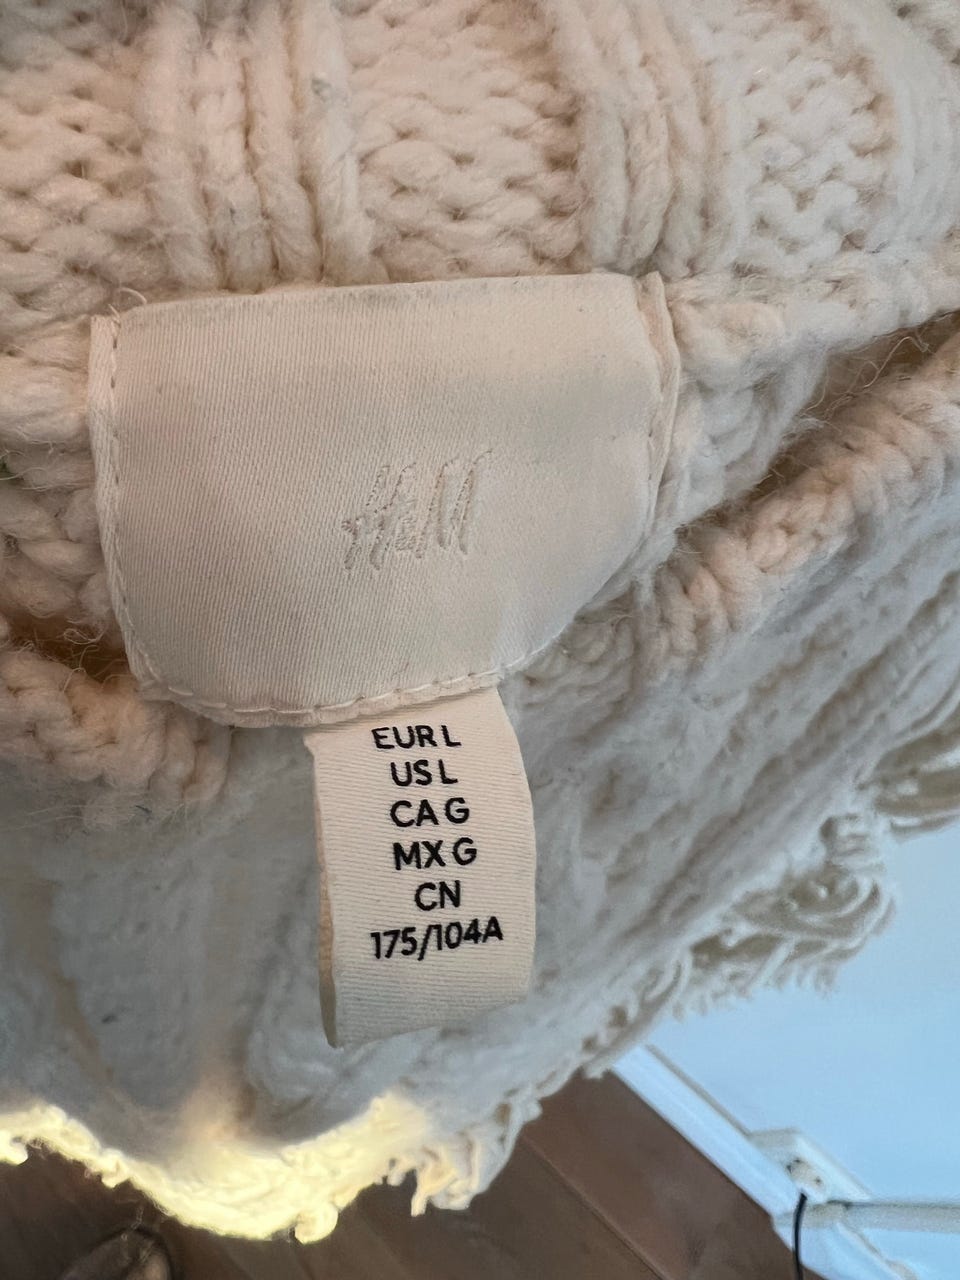 H&M
EUR L
US L
CA G
MX G
CN
175/104A